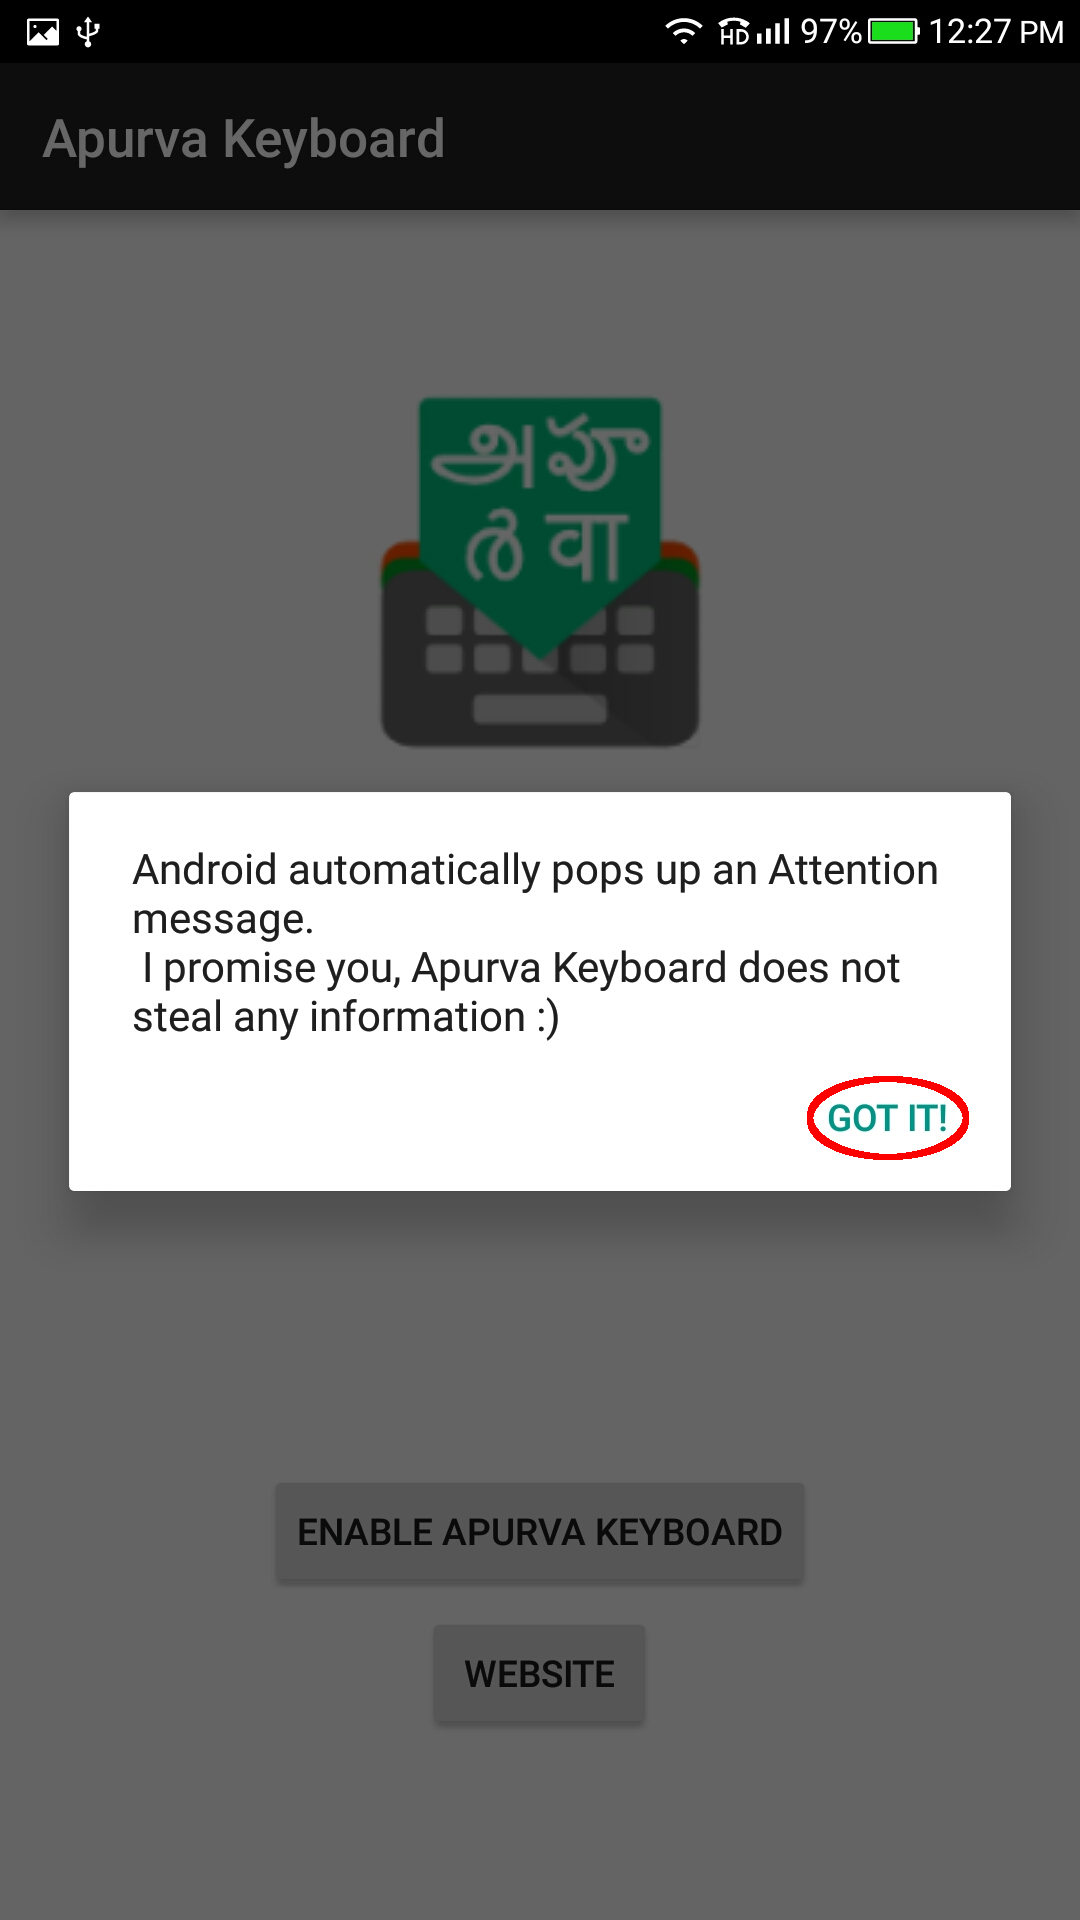 97% 12:27 PM
HD
Apurva Keyboard
அபூ
ർ वा
Android automatically pops up an Attention
message.
I promise you, Apurva Keyboard does not
steal any information :)
GOT IT!
ENABLE APURVA KEYBOARD
WEBSITE